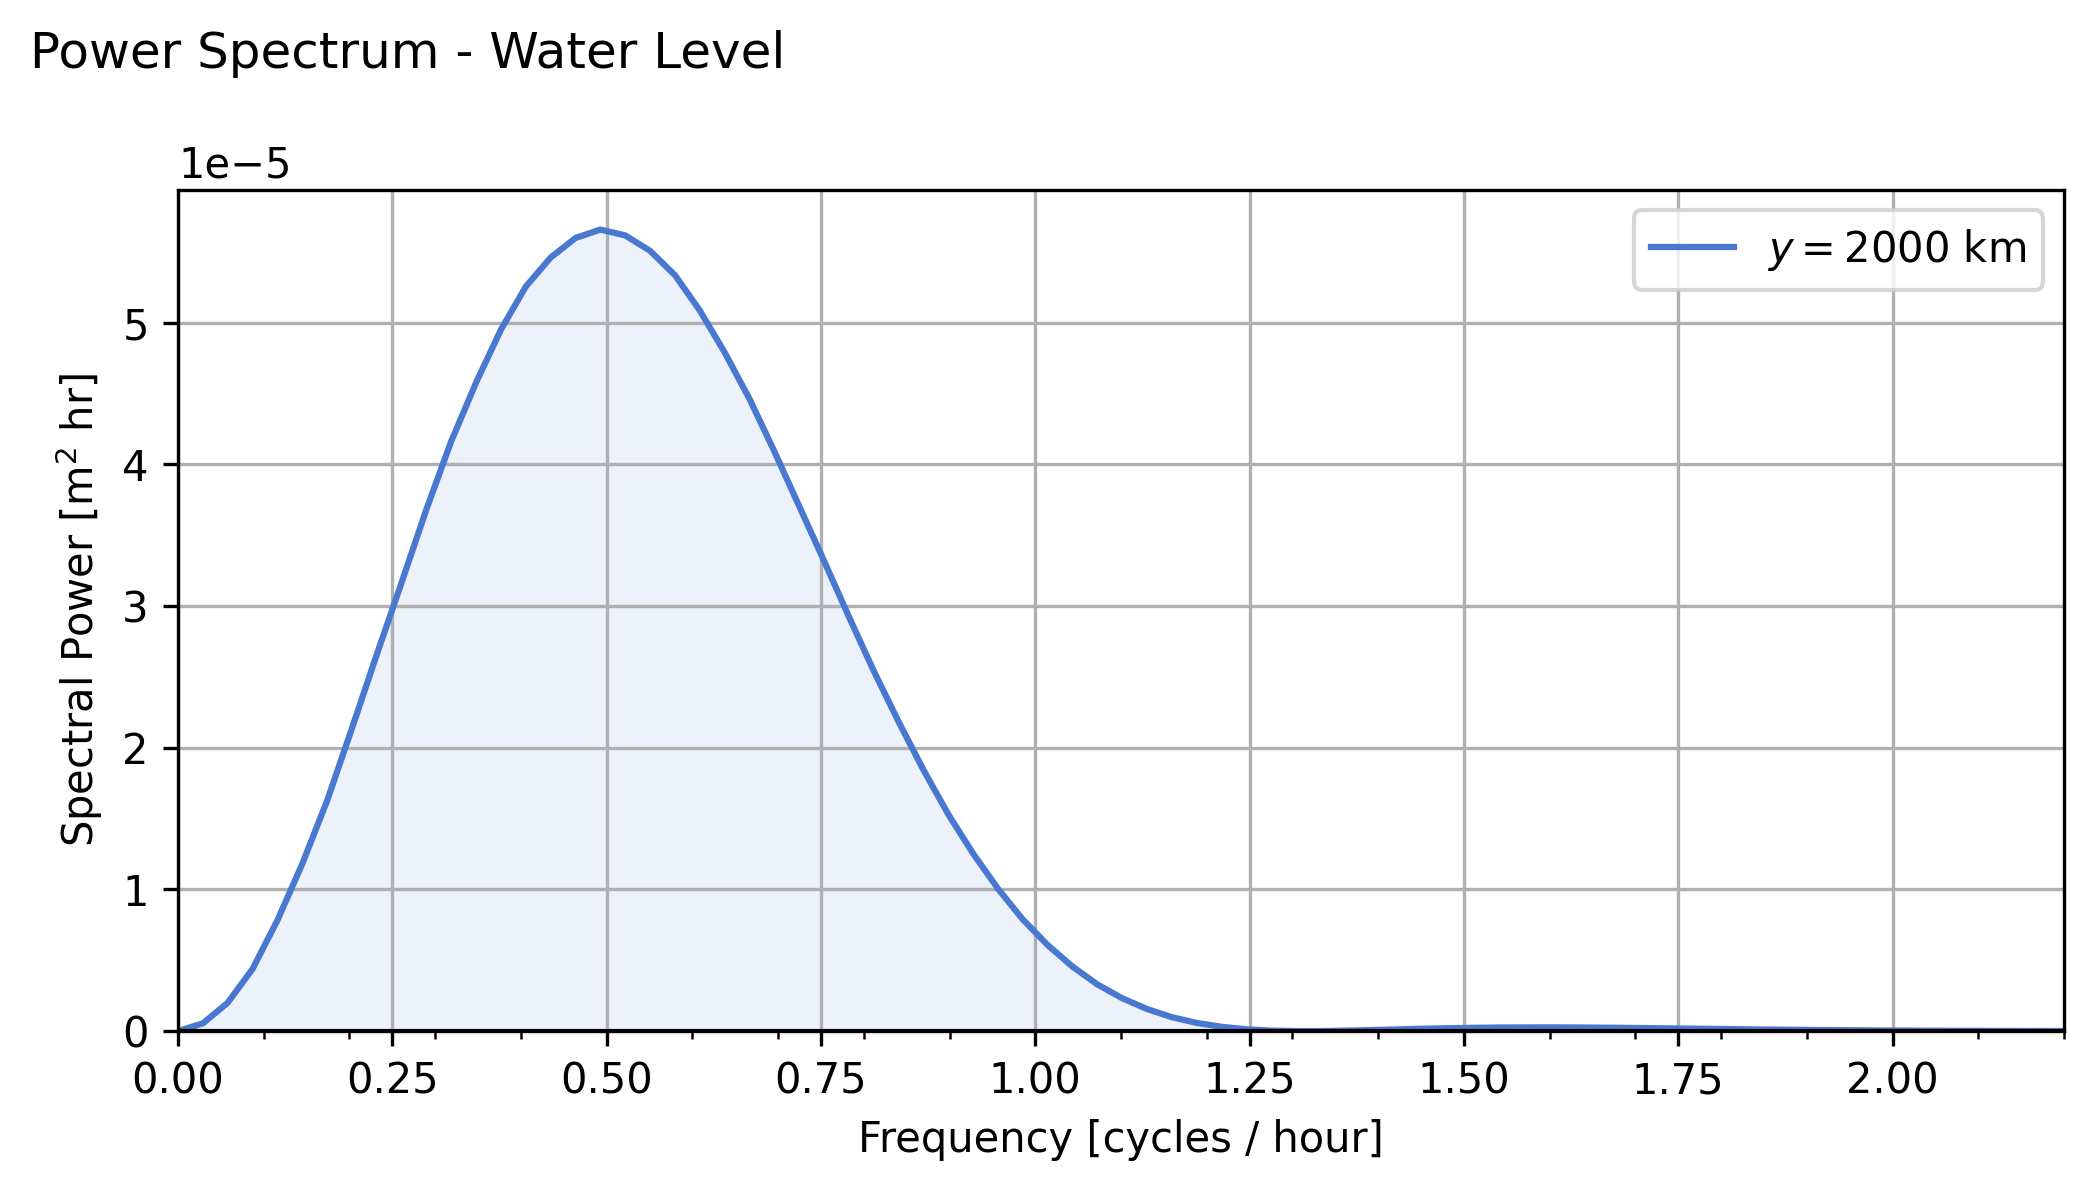 Power Spectrum - Water Level
1e−5
y = 2000 km
5
4
3
2
1
0
Spectral Power [m² hr]
0.00 0.25 0.50 0.75 1.00 1.25 1.50 1.75 2.00
Frequency [cycles / hour]